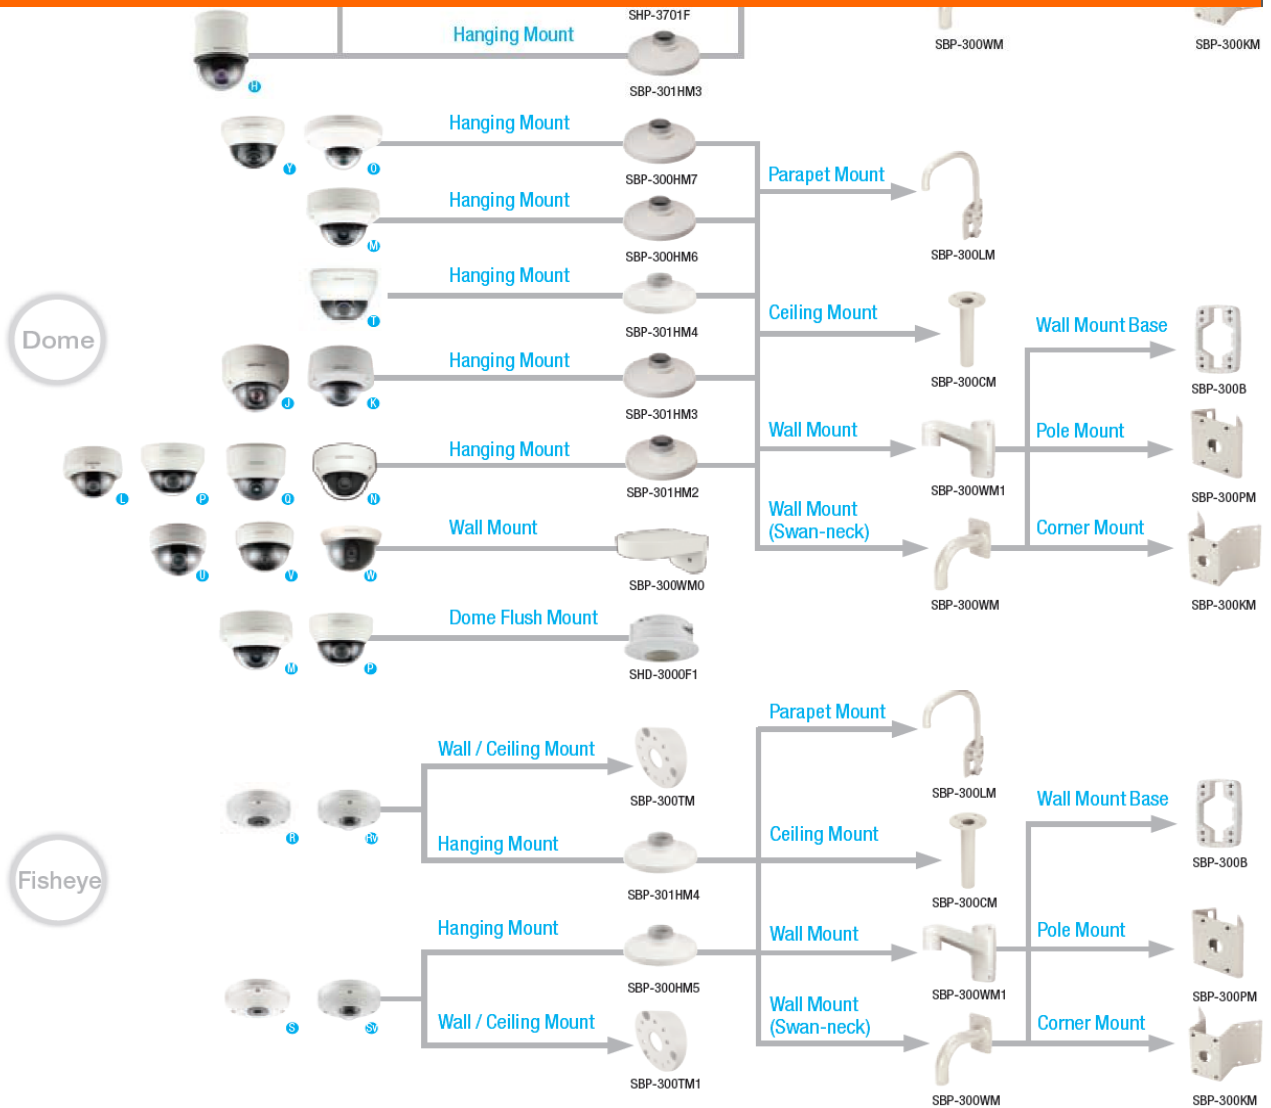 SHP-3701F
Hanging Mount
SBP-300WM
SBP-300KM
H
SBP-301HM3
Hanging Mount
Y
O
SBP-300HM7
Parapet Mount
Hanging Mount
M
SBP-300HM6
SBP-300LM
Hanging Mount
T
SBP-301HM4
Ceiling Mount
Wall Mount Base
Dome
Hanging Mount
SBP-300CM
SBP-300B
J
K
SBP-301HM3
Wall Mount
Pole Mount
Hanging Mount
L
P
Q
N
SBP-301HM2
SBP-300WM1
SBP-300PM
Wall Mount
(Swan-neck)
Wall Mount
Corner Mount
U
V
W
SBP-300WM0
SBP-300WM
SBP-300KM
Dome Flush Mount
M
P
SHD-3000F1
Parapet Mount
Wall / Ceiling Mount
SBP-300TM
SBP-300LM
Wall Mount Base
R
Rv
Hanging Mount
Ceiling Mount
SBP-300B
Fisheye
SBP-301HM4
SBP-300CM
Hanging Mount
Wall Mount
Pole Mount
SBP-300HM5
SBP-300WM1
SBP-300PM
Wall Mount
(Swan-neck)
S
Sv
Wall / Ceiling Mount
Corner Mount
SBP-300TM1
SBP-300WM
SBP-300KM